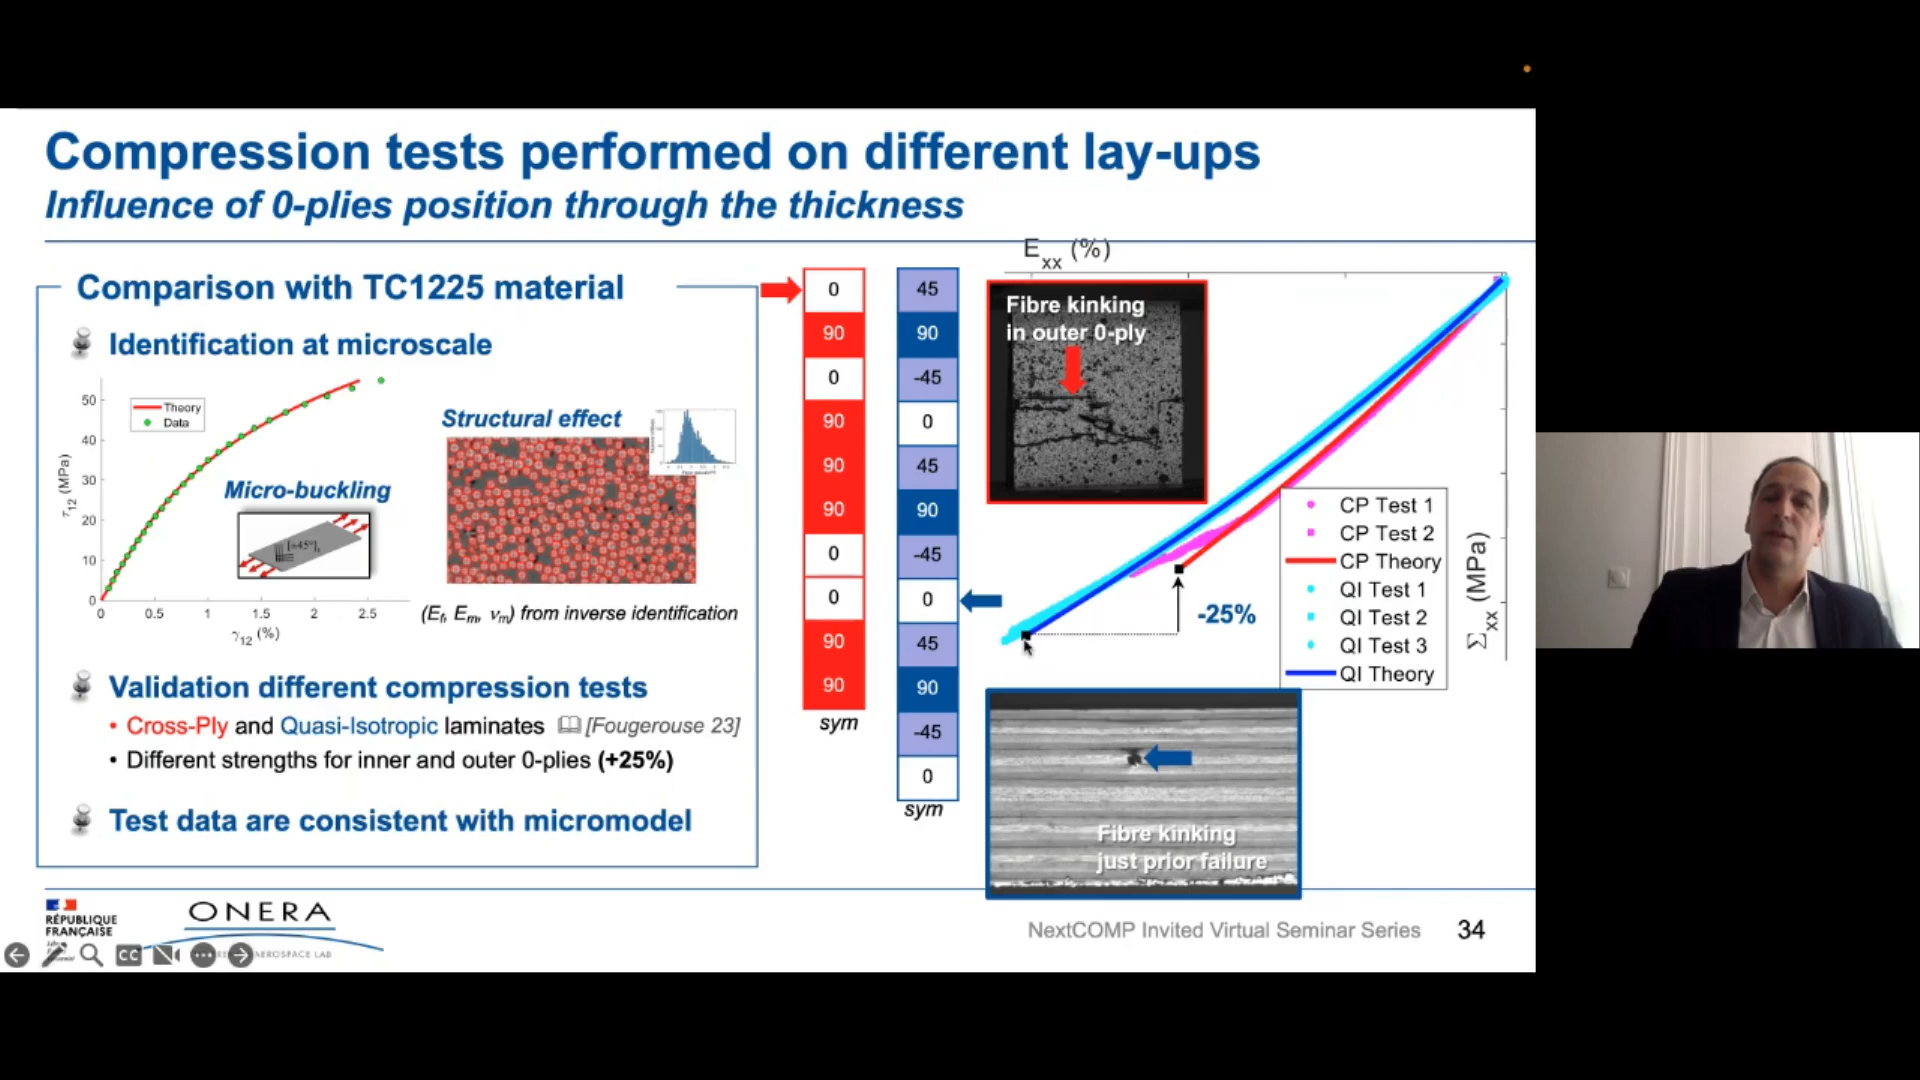 Compression tests performed on different lay-ups
Influence of 0-plies position through the thickness
Comparison with TC1225 material
Identification at microscale
50
40
30
20
10
0
τ12 (MPa)
Theory
Data
Micro-buckling
[±45°]s
0
0.5
1
1.5
2
2.5
γ12 (%)
Structural effect
(Ef, Em, νm) from inverse identification
Validation different compression tests
• Cross-Ply and Quasi-Isotropic laminates [Fougerouse 23]
• Different strengths for inner and outer 0-plies (+25%)
Test data are consistent with micromodel
0
90
0
90
90
90
0
0
90
90
sym
45
90
-45
0
45
90
-45
0
45
90
-45
0
sym
Exx (%)
Fibre kinking
in outer 0-ply
-25%
CP Test 1
CP Test 2
CP Theory
QI Test 1
QI Test 2
QI Test 3
QI Theory
Σxx (MPa)
Fibre kinking
just prior failure
RÉPUBLIQUE
FRANÇAISE
ONERA
AEROSPACE LAB
CC
NextCOMP Invited Virtual Seminar Series
34